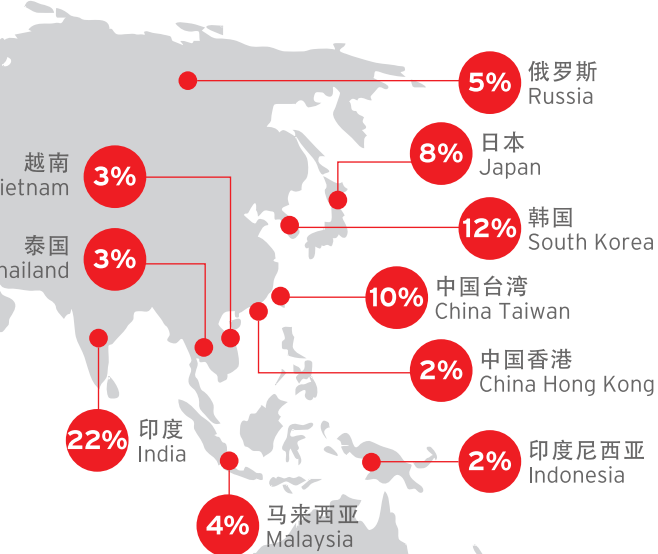 5%
俄罗斯
Russia
8%
日本
Japan
越南
ietnam
3%
12%
韩国
South Korea
泰国
hailand
3%
10%
中国台湾
China Taiwan
2%
中国香港
China Hong Kong
22%
印度
India
2%
印度尼西亚
Indonesia
4%
马来西亚
Malaysia